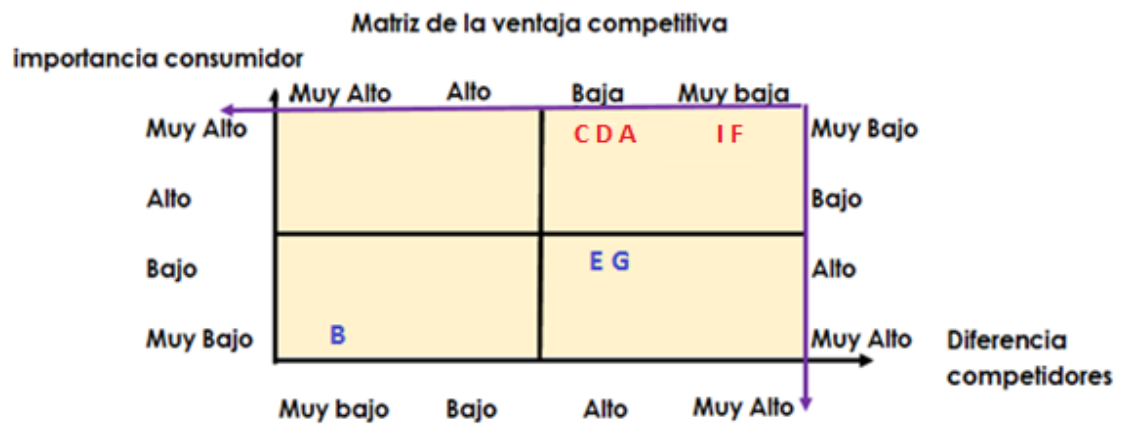 Matriz de la ventaja competitiva
importancia consumidor
Muy Alto Alto Baja Muy baja
Muy Alto C D A I F Muy Bajo
Alto Bajo
Bajo E G Alto
Muy Bajo B Muy Alto Diferencia
competidores
Muy bajo Bajo Alto Muy Alto